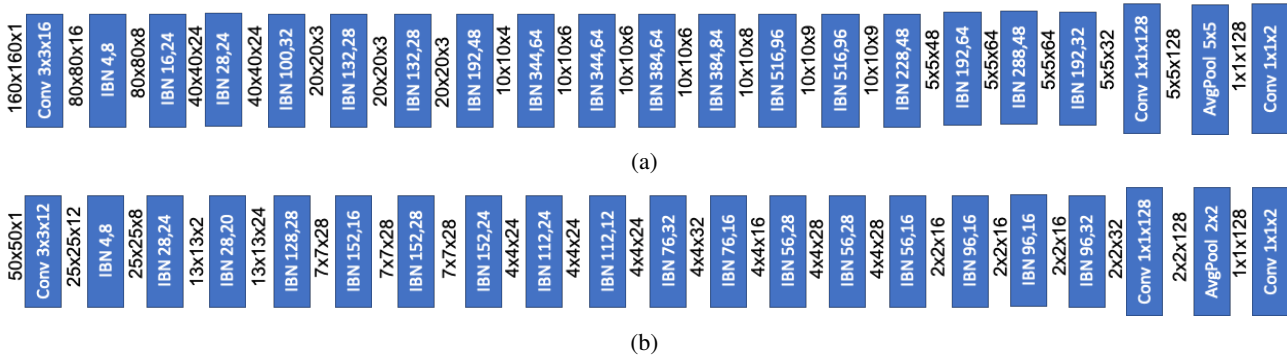 160x160x1
Conv 3x3x16
80x80x16
IBN 4,8
80x80x8
IBN 16,24
40x40x24
IBN 28,24
40x40x24
IBN 100,32
20x20x3
IBN 132,28
20x20x3
IBN 132,28
20x20x3
IBN 192,48
10x10x4
IBN 344,64
10x10x6
IBN 344,64
10x10x6
IBN 384,64
10x10x6
IBN 384,84
10x10x8
IBN 516,96
10x10x9
IBN 516,96
10x10x9
IBN 228,48
5x5x48
IBN 192,64
5x5x64
IBN 288,48
5x5x64
IBN 192,32
5x5x32
Conv 1x1x128
5x5x128
AvgPool 5x5
1x1x128
Conv 1x1x2
(a)
50x50x1
Conv 3x3x12
25x25x12
IBN 4,8
25x25x8
IBN 28,24
13x13x2
IBN 28,20
13x13x24
IBN 128,28
7x7x28
IBN 152,16
7x7x28
IBN 152,28
7x7x28
IBN 152,24
4x4x24
IBN 112,24
4x4x24
IBN 112,12
4x4x24
IBN 76,32
4x4x32
IBN 76,16
4x4x16
IBN 56,28
4x4x28
IBN 56,28
4x4x28
IBN 56,16
2x2x16
IBN 96,16
2x2x16
IBN 96,16
2x2x16
IBN 96,32
2x2x32
Conv 1x1x128
2x2x128
AvgPool 2x2
1x1x128
Conv 1x1x2
(b)